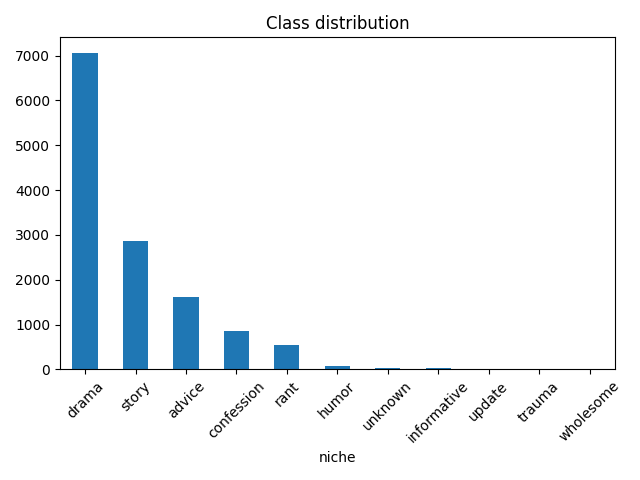 Class distribution
7000
6000
5000
4000
3000
2000
1000
0
drama
story
advice
confession
rant
humor
unknown
informative
update
trauma
wholesome
niche